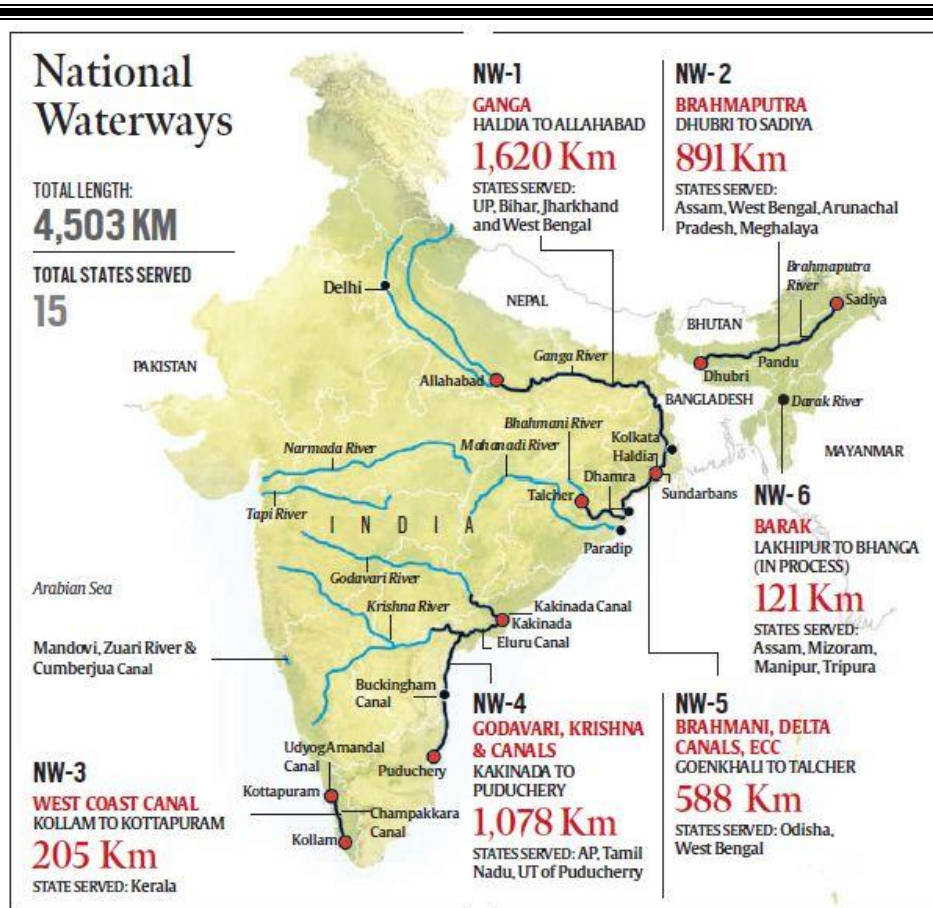 National
Waterways
TOTAL LENGTH:
4,503 KM
TOTAL STATES SERVED
15
NW-1
GANGA
HALDIA TO ALLAHABAD
1,620 Km
STATES SERVED:
UP, Bihar, Jharkhand
and West Bengal
NW- 2
BRAHMAPUTRA
DHUBRI TO SADIYA
891 Km
STATES SERVED:
Assam, West Bengal, Arunachal
Pradesh, Meghalaya
Brahmaputra
River
Sadiya
Delhi
NEPAL
BHUTAN
PAKISTAN
Ganga River
Pandu
Dhubri
Allahabad
BANGLADESH
Darak River
Bhahmani River
Kolkata
Narmada River
Mahanadi River
Haldia
MAYANMAR
Dhamra
Talcher
Sundarbans
Tapi River
INDIA
Paradip
NW- 6
BARAK
LAKHIPUR TO BHANGA
(IN PROCESS)
121 Km
STATES SERVED:
Assam, Mizoram,
Manipur, Tripura
Arabian Sea
Godavari River
Krishna River
Kakinada Canal
Kakinada
Eluru Canal
Mandovi, Zuari River &
Cumberjua Canal
Buckingham
Canal
NW-4
GODAVARI, KRISHNA
& CANALS
KAKINADA TO
PUDUCHERY
1,078 Km
STATES SERVED: AP, Tamil
Nadu, UT of Puducherry
NW-5
BRAHMANI, DELTA
CANALS, ECC
GOENKHALI TO TALCHER
588 Km
STATES SERVED: Odisha,
West Bengal
Udyog Amandal
Canal
Puduchery
NW-3
WEST COAST CANAL
KOLLAM TO KOTTAPURAM
205 Km
STATE SERVED: Kerala
Kottapuram
Champakkara
Canal
Kollam